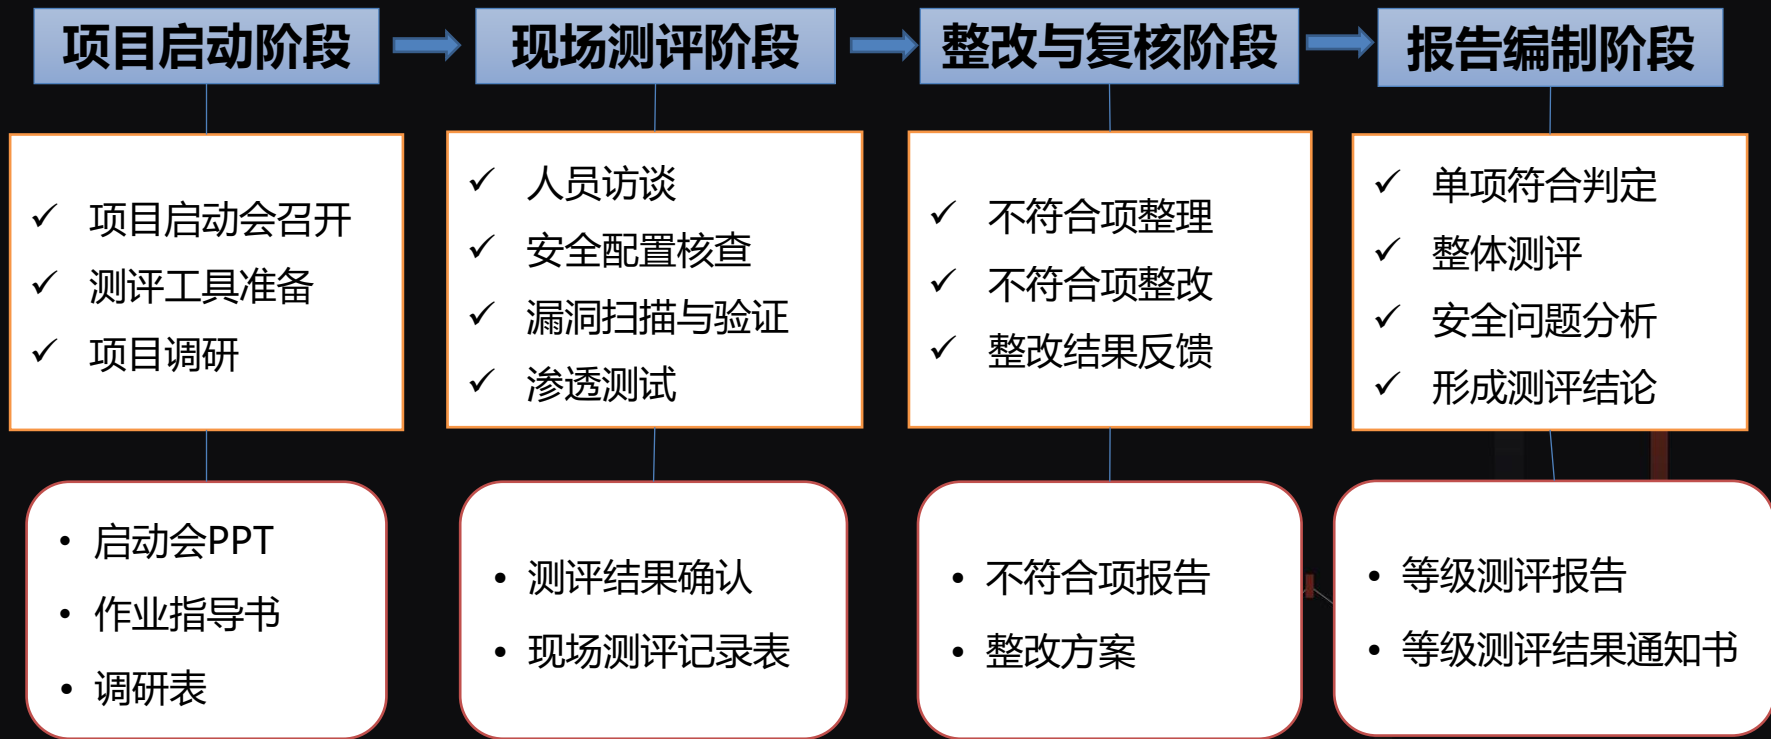 项目启动阶段
现场测评阶段
整改与复核阶段
报告编制阶段
✓ 项目启动会召开
✓ 测评工具准备
✓ 项目调研
✓ 人员访谈
✓ 安全配置核查
✓ 漏洞扫描与验证
✓ 渗透测试
✓ 不符合项整理
✓ 不符合项整改
✓ 整改结果反馈
✓ 单项符合判定
✓ 整体测评
✓ 安全问题分析
✓ 形成测评结论
• 启动会PPT
• 作业指导书
• 调研表
• 测评结果确认
• 现场测评记录表
• 不符合项报告
• 整改方案
• 等级测评报告
• 等级测评结果通知书